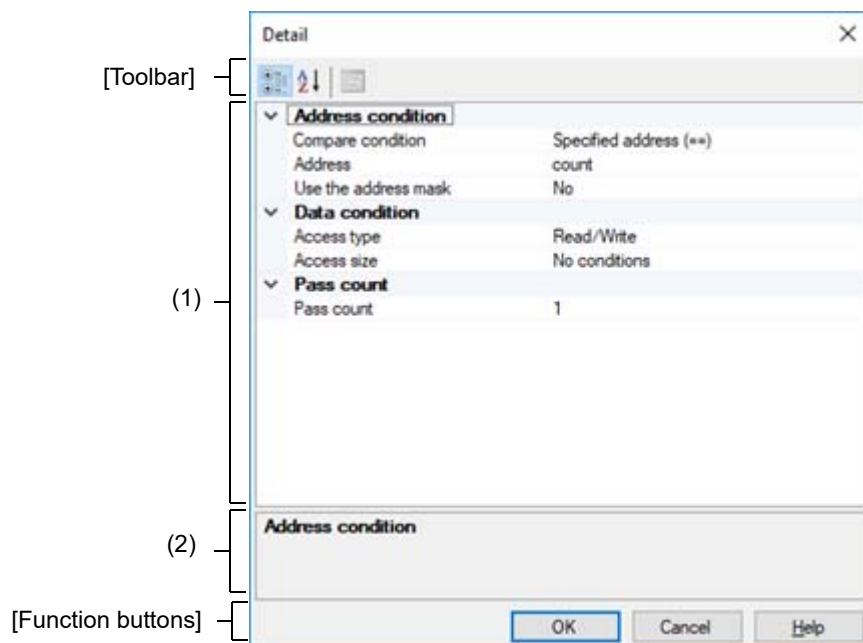 Detail
[Toolbar]
Address condition
Compare condition Specified address (==)
Address count
Use the address mask No
Data condition
Access type Read/Write
Access size No conditions
(1)
Pass count
Pass count 1
(2)
Address condition
[Function buttons]
OK Cancel Help